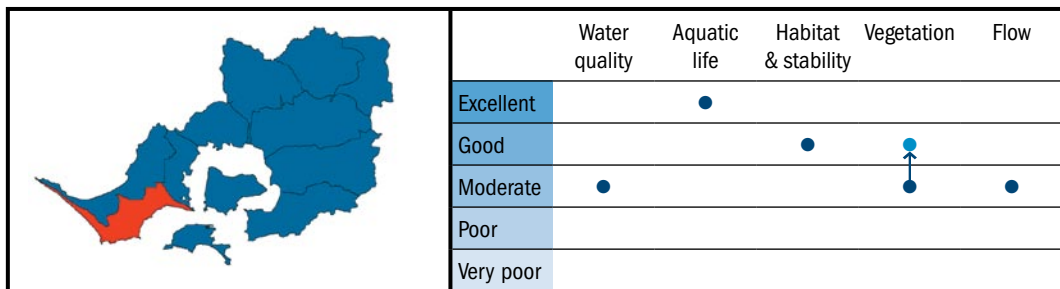 Water quality
Aquatic life
Habitat & stability
Vegetation
Flow
Excellent
Good
Moderate
Poor
Very poor